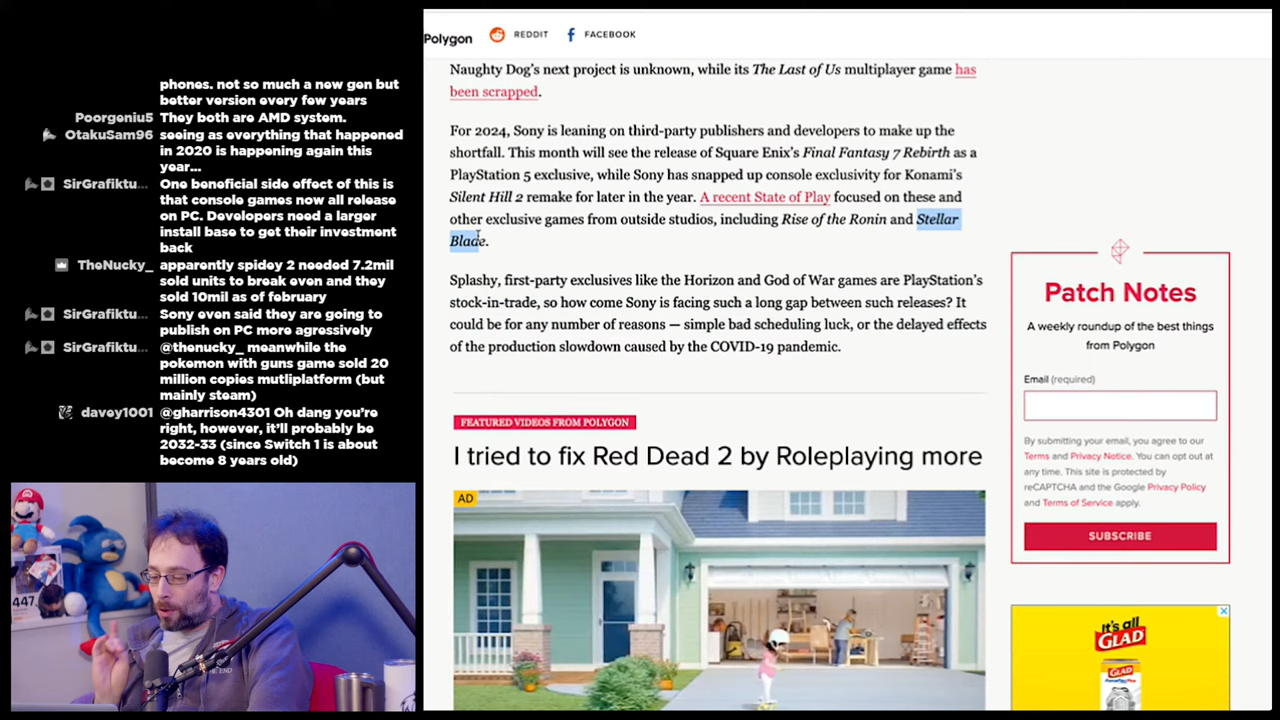 phones. not so much a new gen but
better version every few years
Poorgeniu5 They both are AMD system.
OtakuSam96 seeing as everything that happened
in 2020 is happening again this
year...
SirGrafiktu... One beneficial side effect of this is
that console games now all release
on PC. Developers need a larger
install base to get their investment
back
TheNucky_ apparently spidey 2 needed 7.2mil
sold units to break even and they
sold 10mil as of february
SirGrafiktu... Sony even said they are going to
publish on PC more agressively
SirGrafiktu... @thenucky_ meanwhile the
pokemon with guns game sold 20
million copies mutliplatform (but
mainly steam)
davey1001 @gharrison4301 Oh dang you're
right, however, it'll probably be
2032-33 (since Switch 1 is about
become 8 years old)
447
THE END
Polygon
REDDIT
FACEBOOK
Naughty Dog's next project is unknown, while its The Last of Us multiplayer game has
been scrapped.
For 2024, Sony is leaning on third-party publishers and developers to make up the
shortfall. This month will see the release of Square Enix's Final Fantasy 7 Rebirth as a
PlayStation 5 exclusive, while Sony has snapped up console exclusivity for Konami's
Silent Hill 2 remake for later in the year. A recent State of Play focused on these and
other exclusive games from outside studios, including Rise of the Ronin and Stellar
Blade.
Splashy, first-party exclusives like the Horizon and God of War games are PlayStation's
stock-in-trade, so how come Sony is facing such a long gap between such releases? It
could be for any number of reasons — simple bad scheduling luck, or the delayed effects
of the production slowdown caused by the COVID-19 pandemic.
FEATURED VIDEOS FROM POLYGON
I tried to fix Red Dead 2 by Roleplaying more
AD
Patch Notes
A weekly roundup of the best things
from Polygon
Email (required)
By submitting your email, you agree to our
Terms and Privacy Notice. You can opt out at
any time. This site is protected by
reCAPTCHA and the Google Privacy Policy
and Terms of Service apply.
SUBSCRIBE
It's all
GLAD
GLAD